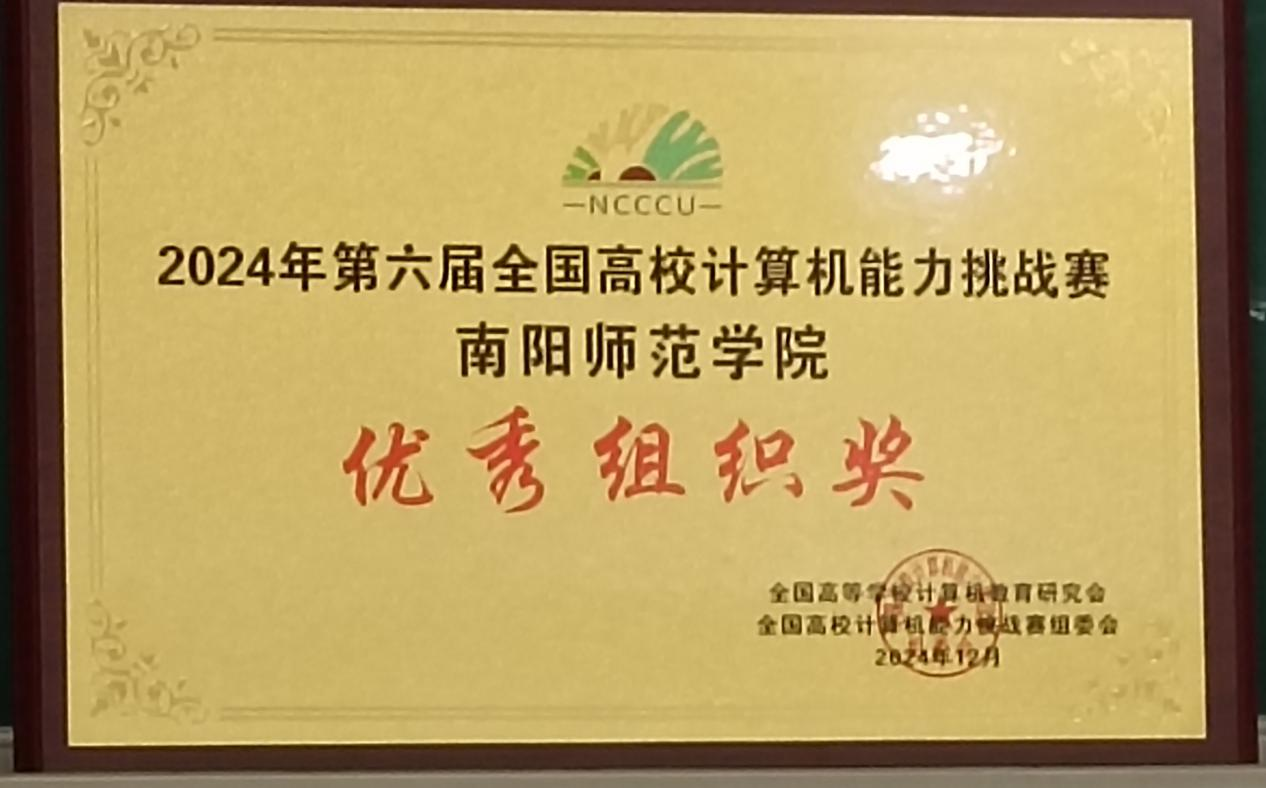 —NCCCU—
2024年第六届全国高校计算机能力挑战赛
南阳师范学院
优秀组织奖
全国高等学校计算机教育研究会
全国高校计算机能力挑战赛组委会
2024年12月